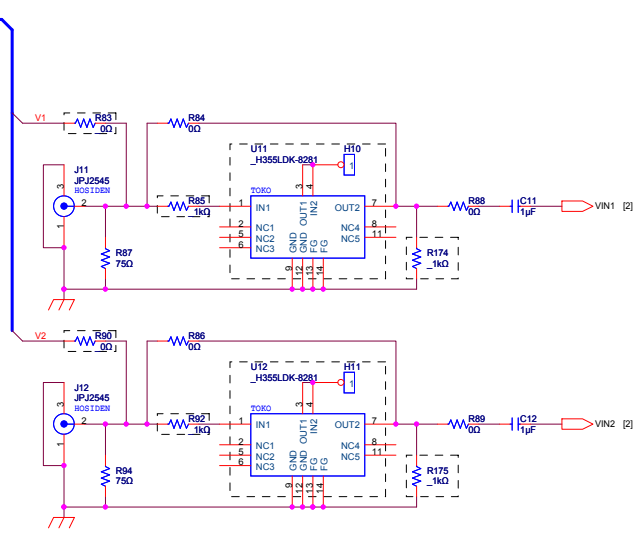 V1
R83
0Ω
R84
0Ω
U11
_H355LDK-8281
H10
1
J11
JPJ2545
HOSIDEN
3
2
1
R85
1kΩ
TOKO
3
4
1
IN1
OUT1
IN2
OUT2
7
2
NC1
NC4
8
5
NC2
NC5
11
6
NC3
GND
GND
FG
FG
9
12
13
14
R87
75Ω
R88
0Ω
C11
1μF
VIN1 [2]
R174
_1kΩ
V2
R90
0Ω
R86
0Ω
U12
_H355LDK-8281
H11
1
J12
JPJ2545
HOSIDEN
3
2
1
R92
1kΩ
TOKO
3
4
1
IN1
OUT1
IN2
OUT2
7
2
NC1
NC4
8
5
NC2
NC5
11
6
NC3
GND
GND
FG
FG
9
12
13
14
R94
75Ω
R89
0Ω
C12
1μF
VIN2 [2]
R175
_1kΩ